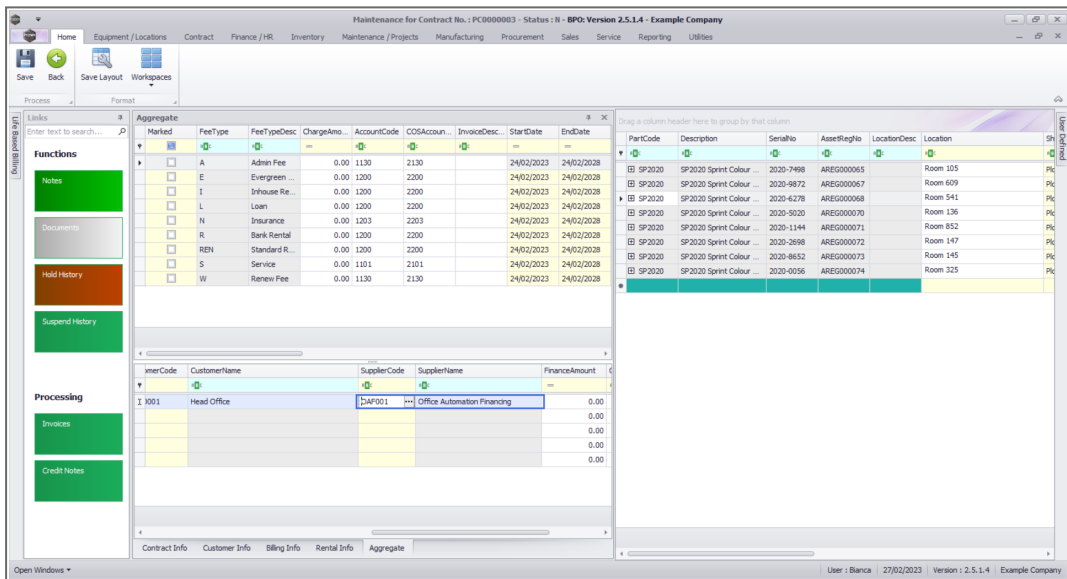 Maintenance for Contract No. : PC0000003 - Status : N - BPO: Version 2.5.1.4 - Example Company
Home Equipment / Locations Contract Finance / HR Inventory Maintenance / Projects Manufacturing Procurement Sales Service Reporting Utilities
Save Back Save Layout Workspaces
Process Format
Life Based Billing
Links
Enter text to search...
Functions
Notes
Documents
Hold History
Suspend History
Processing
Invoices
Credit Notes
Aggregate
Marked FeeType FeeTypeDesc ChargeAmo... AccountCode COSAccoun... InvoiceDesc... StartDate EndDate
A Admin Fee 0.00 1130 2130 24/02/2023 24/02/2028
E Evergreen ... 0.00 1200 2200 24/02/2023 24/02/2028
I Inhouse Re... 0.00 1200 2200 24/02/2023 24/02/2028
L Loan 0.00 1200 2200 24/02/2023 24/02/2028
N Insurance 0.00 1203 2203 24/02/2023 24/02/2028
R Bank Rental 0.00 1200 2200 24/02/2023 24/02/2028
REN Standard R... 0.00 1200 2200 24/02/2023 24/02/2028
S Service 0.00 1101 2101 24/02/2023 24/02/2028
W Renew Fee 0.00 1130 2130 24/02/2023 24/02/2028
omerCode CustomerName SupplierCode SupplierName FinanceAmount
0001 Head Office OAF001 ... Office Automation Financing 0.00
0.00
0.00
0.00
0.00
Contract Info Customer Info Billing Info Rental Info Aggregate
Drag a column header here to group by that column
PartCode Description SerialNo AssetRegNo LocationDesc Location Sh
SP2020 SP2020 Sprint Colour ... 2020-7498 AREG000065 Room 105 Plo
SP2020 SP2020 Sprint Colour ... 2020-9872 AREG000067 Room 609 Plo
SP2020 SP2020 Sprint Colour ... 2020-6278 AREG000068 Room 541 Plo
SP2020 SP2020 Sprint Colour ... 2020-5020 AREG000070 Room 136 Plo
SP2020 SP2020 Sprint Colour ... 2020-1144 AREG000071 Room 852 Plo
SP2020 SP2020 Sprint Colour ... 2020-2698 AREG000072 Room 147 Plo
SP2020 SP2020 Sprint Colour ... 2020-8652 AREG000073 Room 145 Plo
SP2020 SP2020 Sprint Colour ... 2020-0056 AREG000074 Room 325 Plo
User Defined
Open Windows User : Bianca 27/02/2023 Version : 2.5.1.4 Example Company